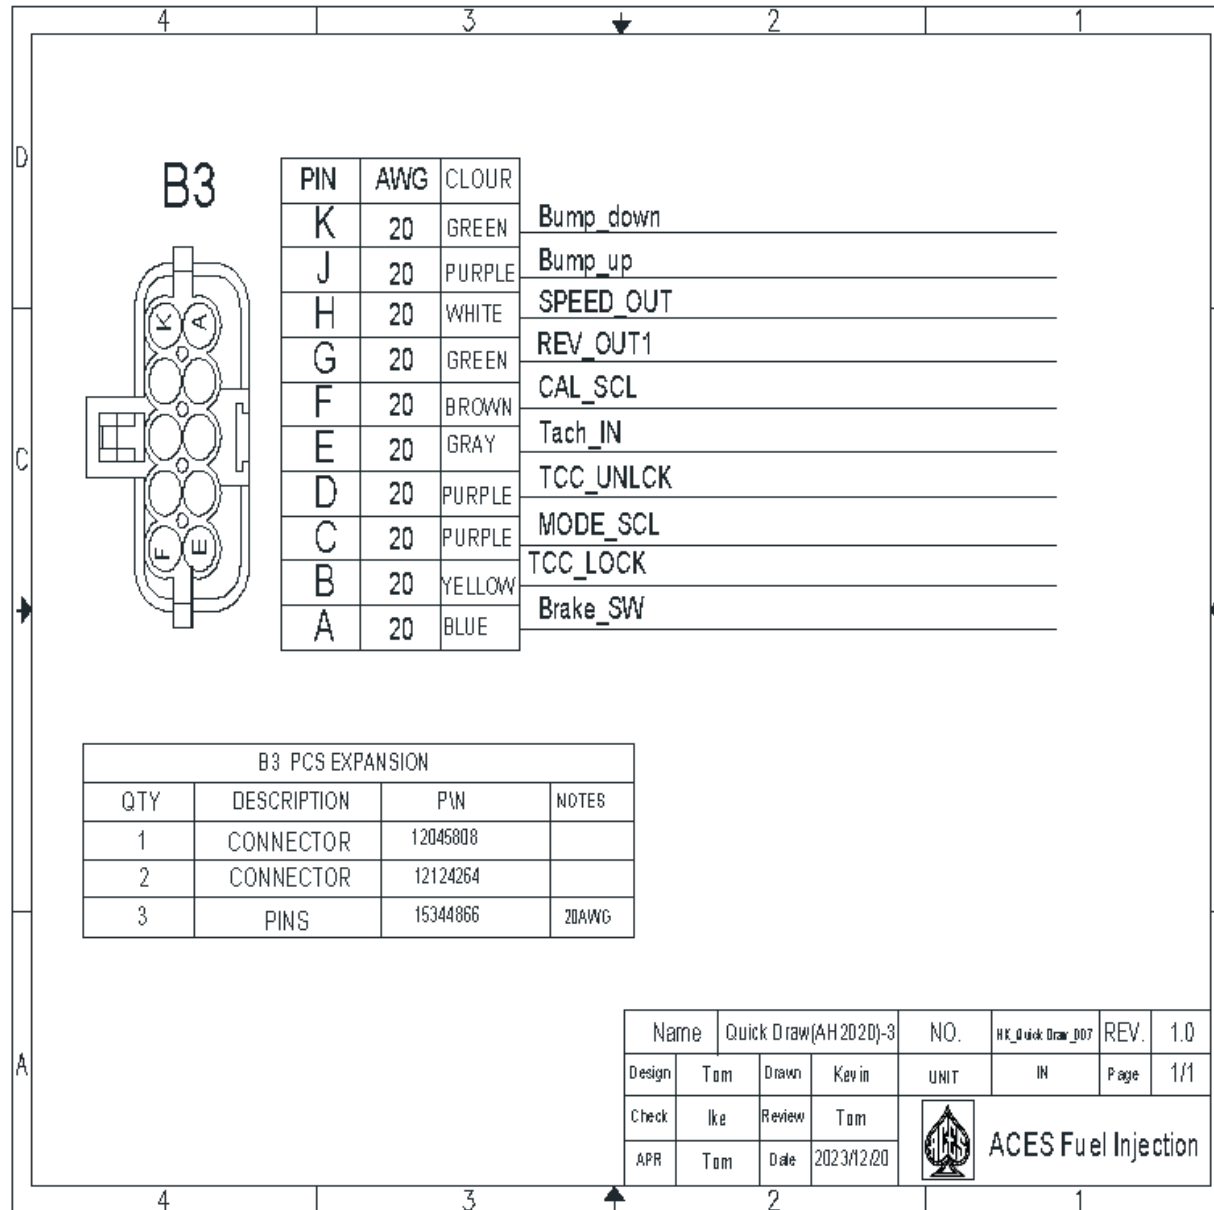 4 3 2 1
D
B3
PIN AWG CLOUR
K 20 GREEN Bump_down
J 20 PURPLE Bump_up
H 20 WHITE SPEED_OUT
G 20 GREEN REV_OUT1
F 20 BROWN CAL_SCL
E 20 GRAY Tach_IN
D 20 PURPLE TCC_UNLCK
C 20 PURPLE MODE_SCL
B 20 YELLOW TCC_LOCK
A 20 BLUE Brake_SW
K A
F E
C
B3 PCS EXPANSION
QTY DESCRIPTION P\N NOTES
1 CONNECTOR 12045808
2 CONNECTOR 12124264
3 PINS 15344866 20AWG
A
Name Quick Draw(AH2020)-3 NO. HK_Quick Draw_007 REV. 1.0
Design Tom Drawn Kevin UNIT IN Page 1/1
Check Ike Review Tom
APR Tom Date 2023/12/20
ACES
ACES Fuel Injection
4 3 2 1